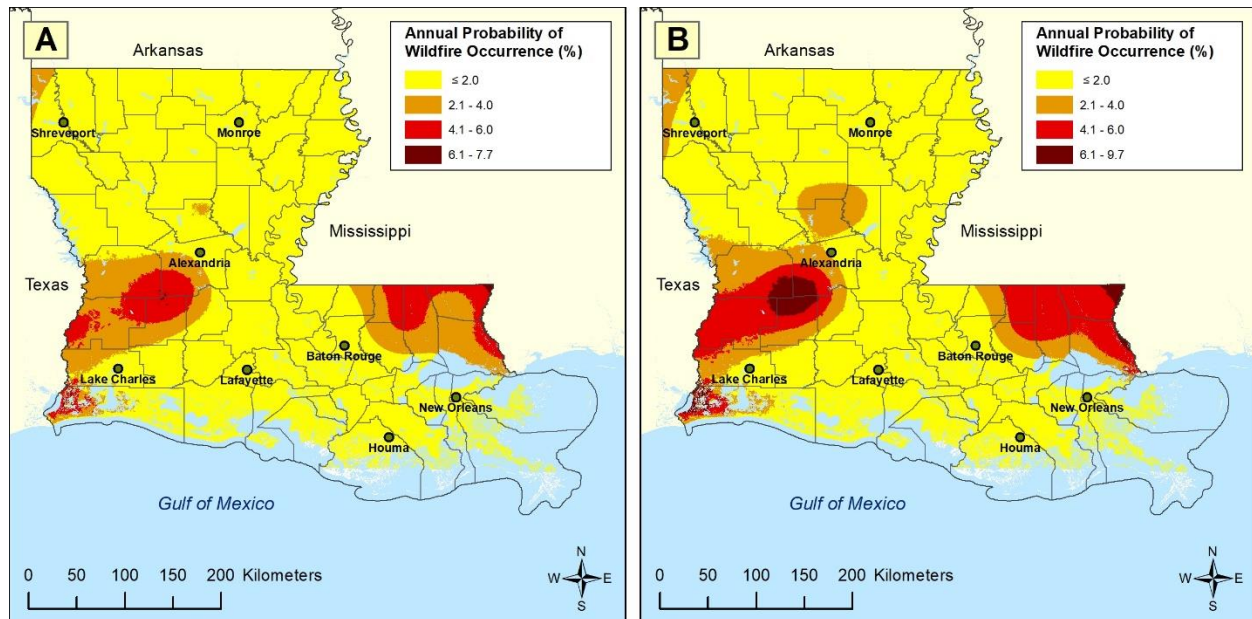 A
Arkansas
Annual Probability of
Wildfire Occurrence (%)
≤ 2.0
2.1 - 4.0
4.1 - 6.0
6.1 - 7.7
Shreveport
Monroe
Mississippi
Alexandria
Texas
Baton Rouge
Lake Charles
Lafayette
New Orleans
Houma
Gulf of Mexico
0 50 100 150 200 Kilometers
N
W E
S
B
Arkansas
Annual Probability of
Wildfire Occurrence (%)
≤ 2.0
2.1 - 4.0
4.1 - 6.0
6.1 - 9.7
Shreveport
Monroe
Mississippi
Alexandria
Texas
Baton Rouge
Lake Charles
Lafayette
New Orleans
Houma
Gulf of Mexico
0 50 100 150 200 Kilometers
N
W E
S